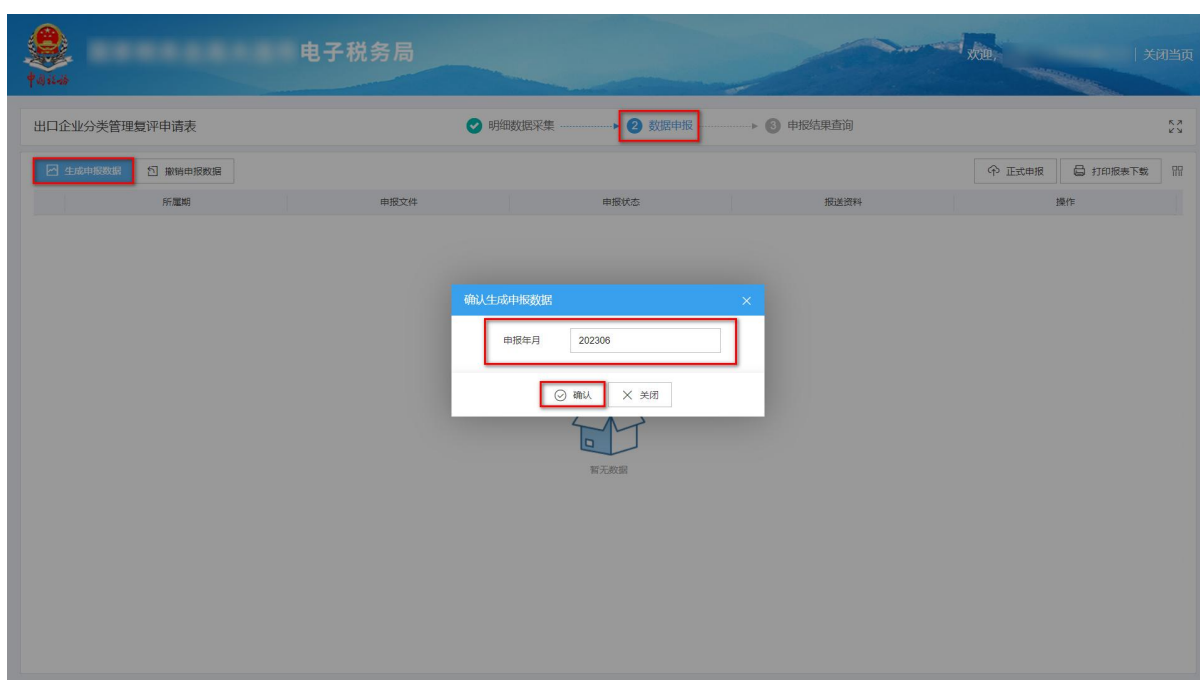 电子税务局
欢迎,
关闭当页
中国税务
出口企业分类管理复评申请表
明细数据采集
2 数据申报
3 申报结果查询
生成申报数据
撤销申报数据
正式申报
打印报表下载
所属期 申报文件 申报状态 报送资料 操作
确认生成申报数据
申报年月 202306
确认
关闭
暂无数据